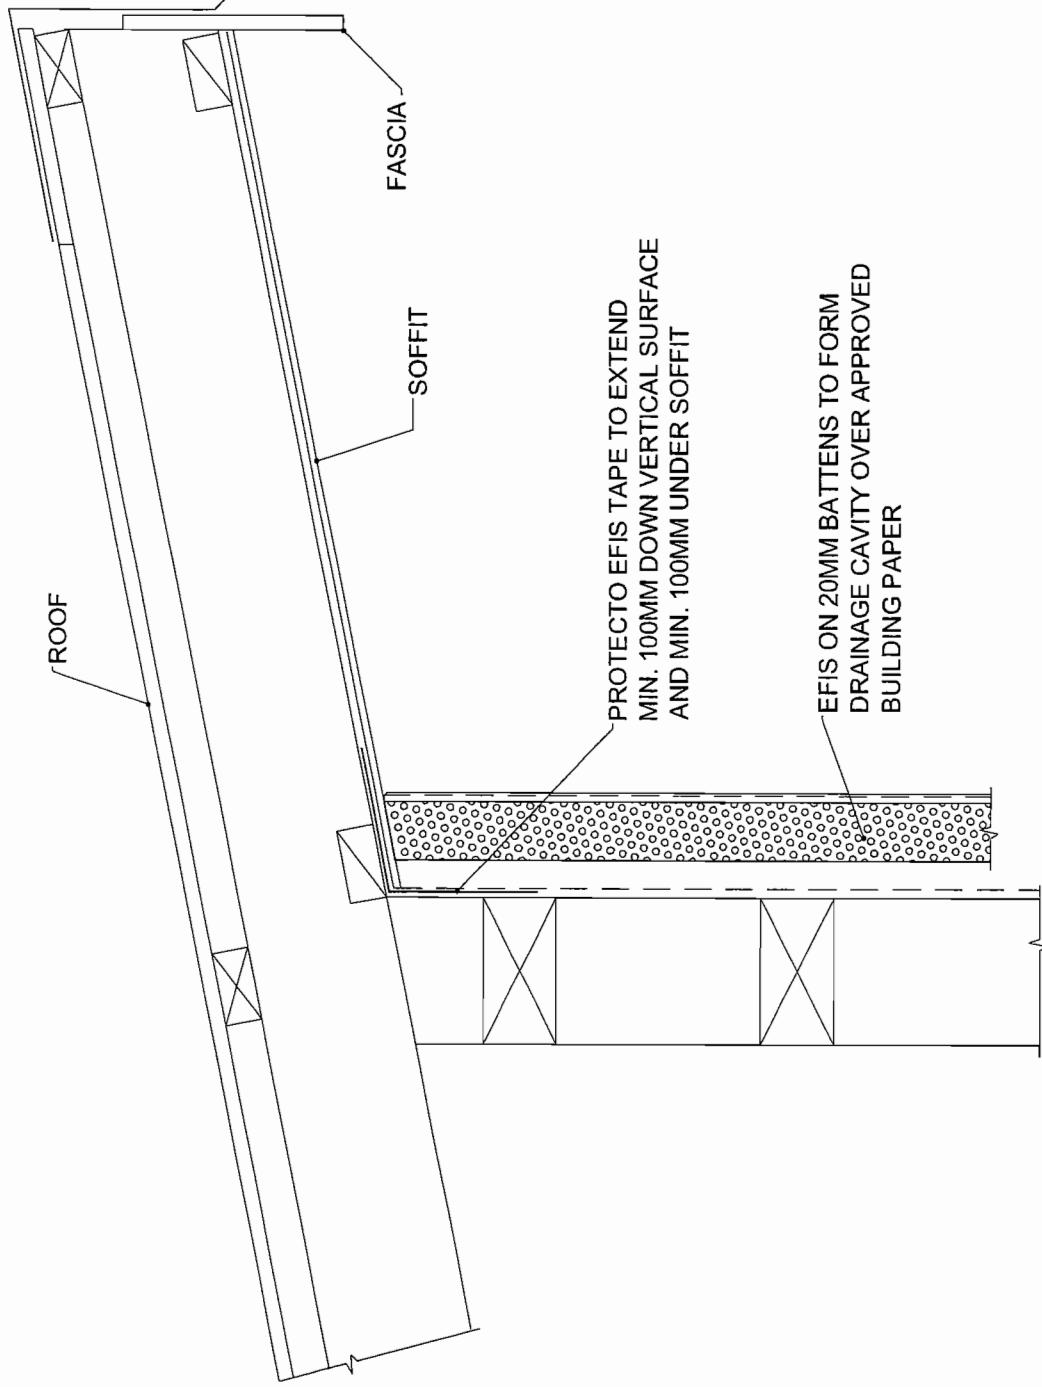 ROOF
FASCIA
SOFFIT
PROTECTO EFIS TAPE TO EXTEND
MIN. 100MM DOWN VERTICAL SURFACE
AND MIN. 100MM UNDER SOFFIT
EFIS ON 20MM BATTENS TO FORM
DRAINAGE CAVITY OVER APPROVED
BUILDING PAPER